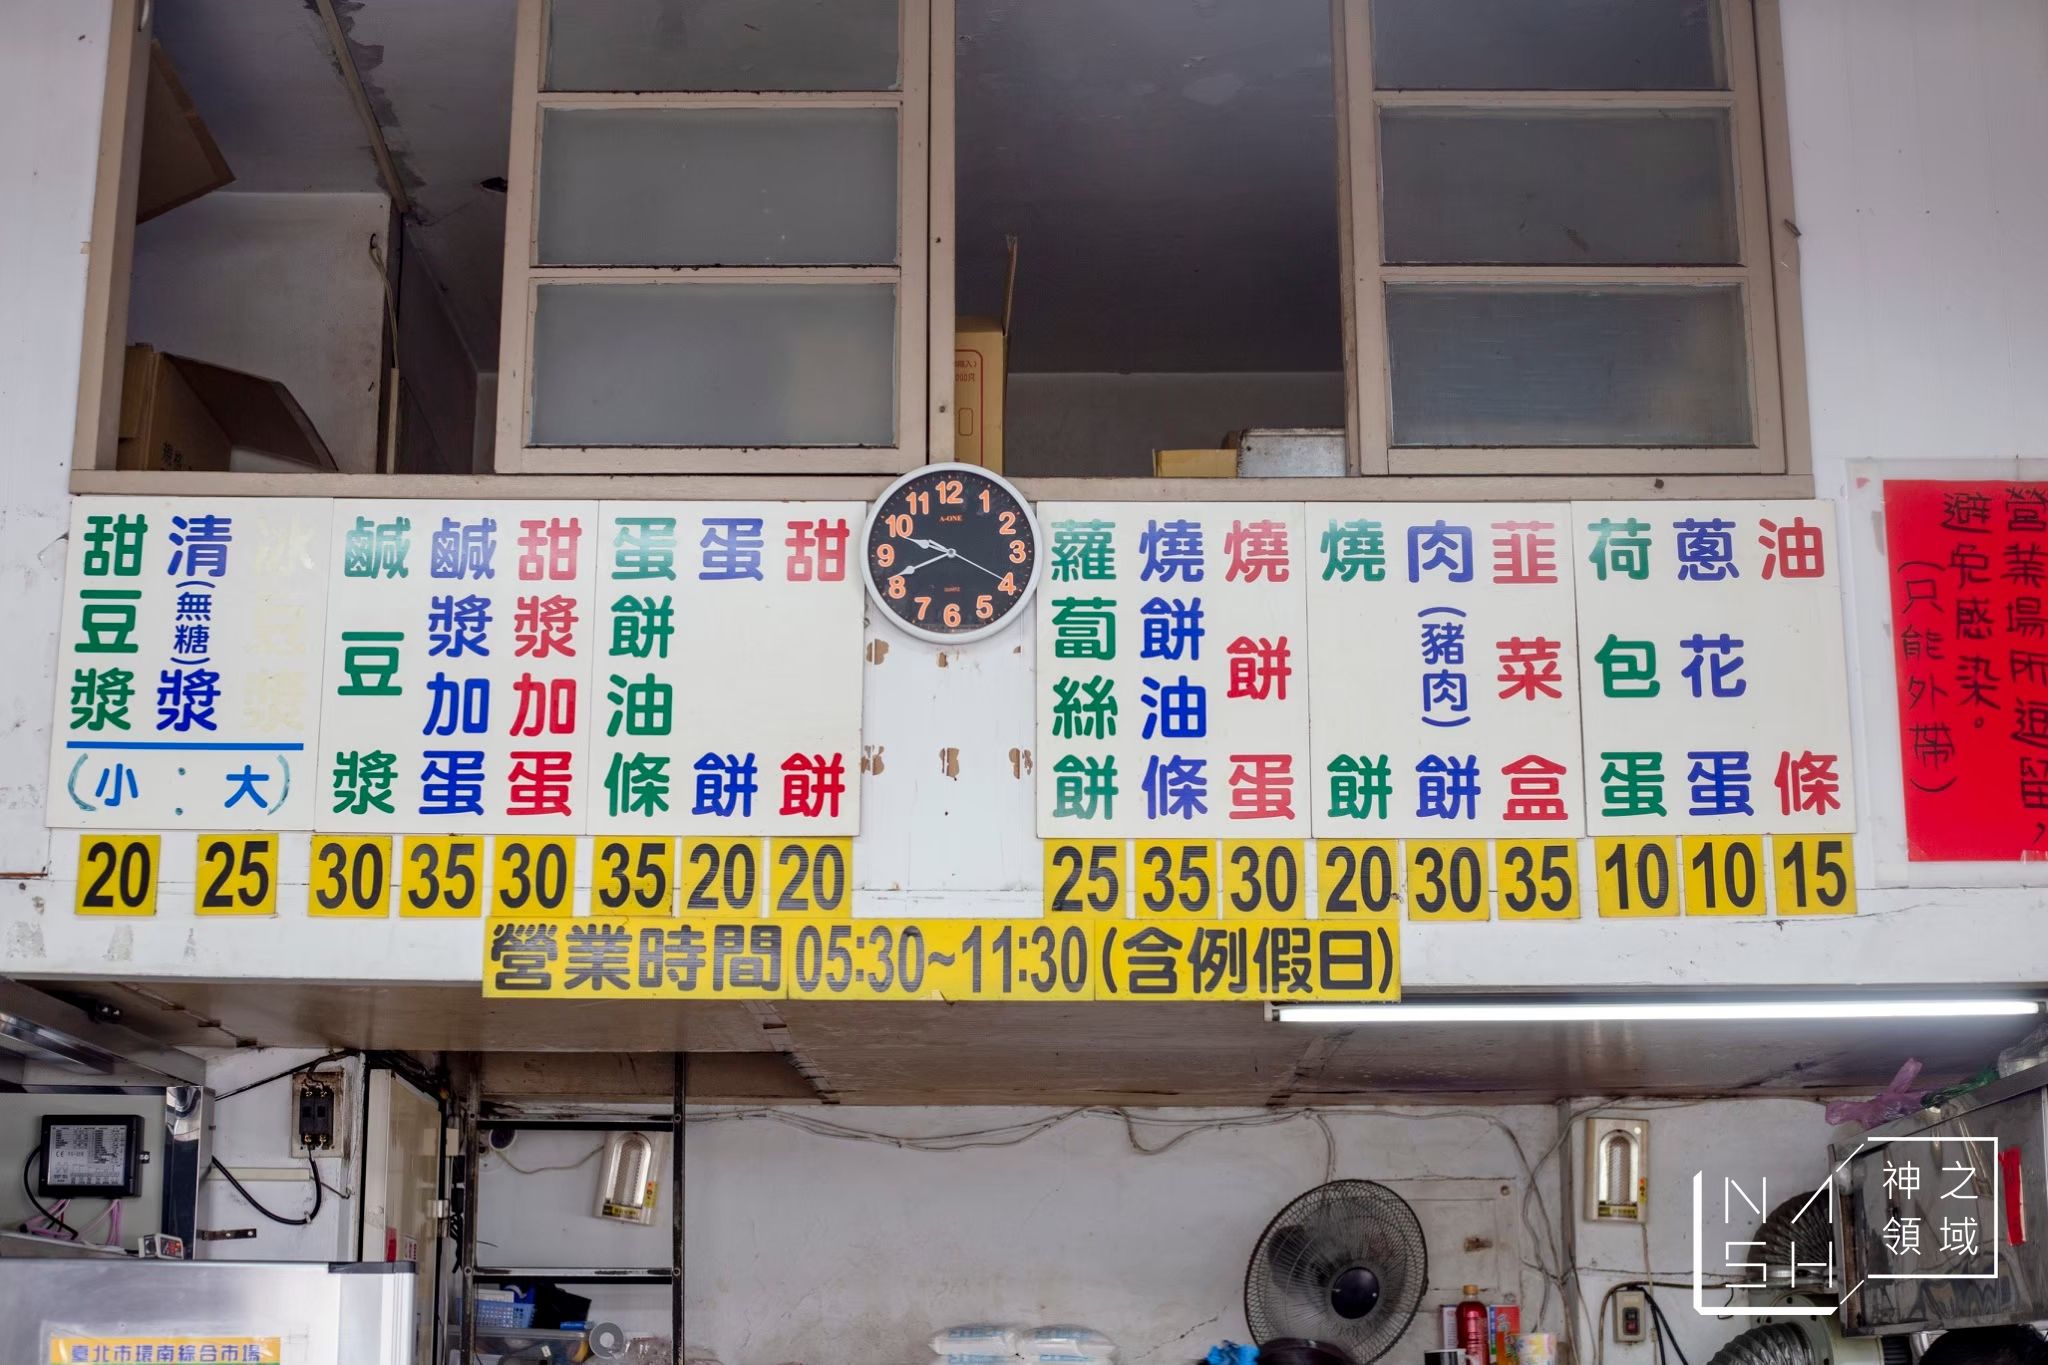 甜豆漿
清(無糖)漿
冰豆漿
(小：大)
鹹豆漿
鹹漿加蛋
甜漿加蛋
蛋餅油條
蛋餅
甜餅
蘿蔔絲餅
燒餅油條
燒餅蛋
燒餅
肉(豬肉)餅
韭菜盒
荷包蛋
蔥花蛋
油條
20 25 30 35 30 35 20 20
25 35 30 20 30 35 10 10 15
營業時間05:30~11:30(含例假日)
12 1 2 3 4 5 6 7 8 9 10 11
A-ONE
QUARTZ
營業場所
避免感染。
(只能外帶)
臺北市環南綜合市場
NASH
神之
領域